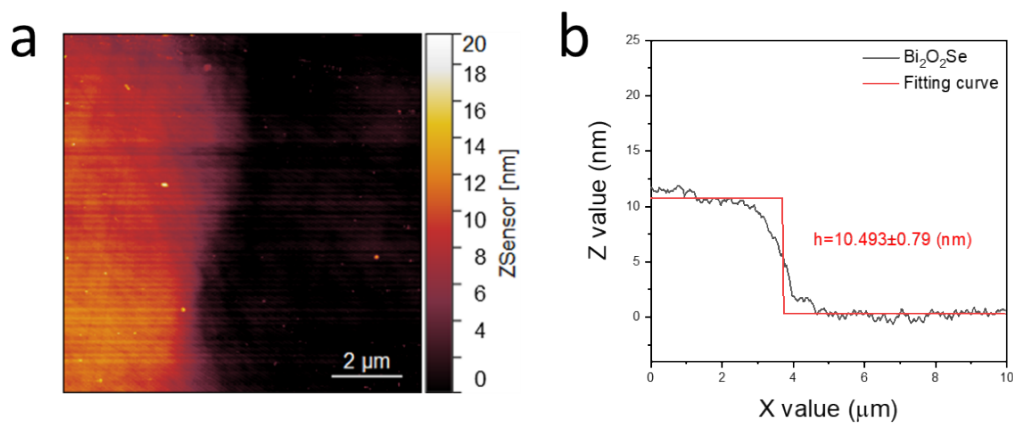 a
20
18
16
14
12
10
8
6
4
2
0
ZSensor [nm]
2 µm
b
Z value (nm)
25
20
15
10
5
0
Bi₂O₂Se
Fitting curve
h=10.493±0.79 (nm)
0
2
4
6
8
10
X value (µm)